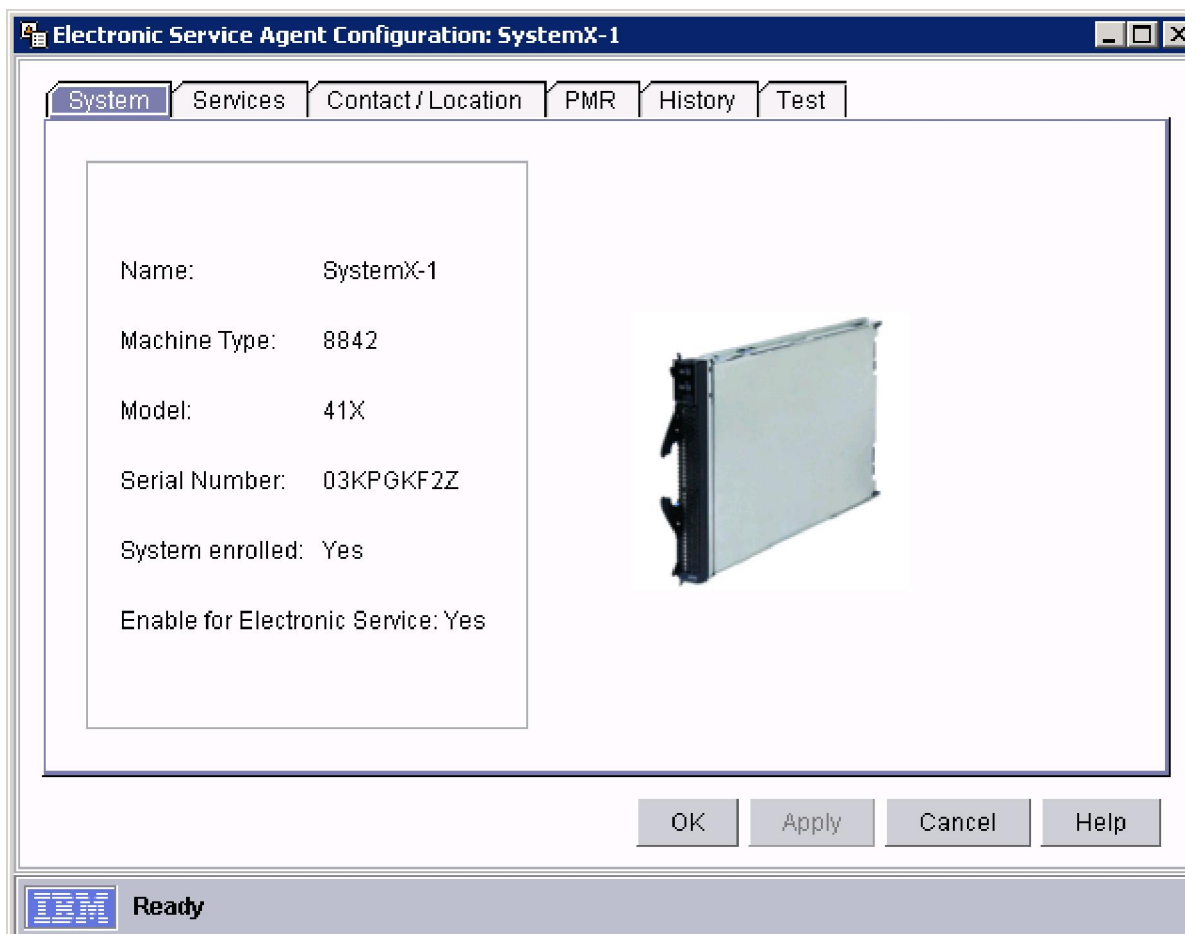 Electronic Service Agent Configuration: SystemX-1
System Services Contact / Location PMR History Test
Name: SystemX-1
Machine Type: 8842
Model: 41X
Serial Number: 03KPGKF2Z
System enrolled: Yes
Enable for Electronic Service: Yes
OK Apply Cancel Help
IBM Ready